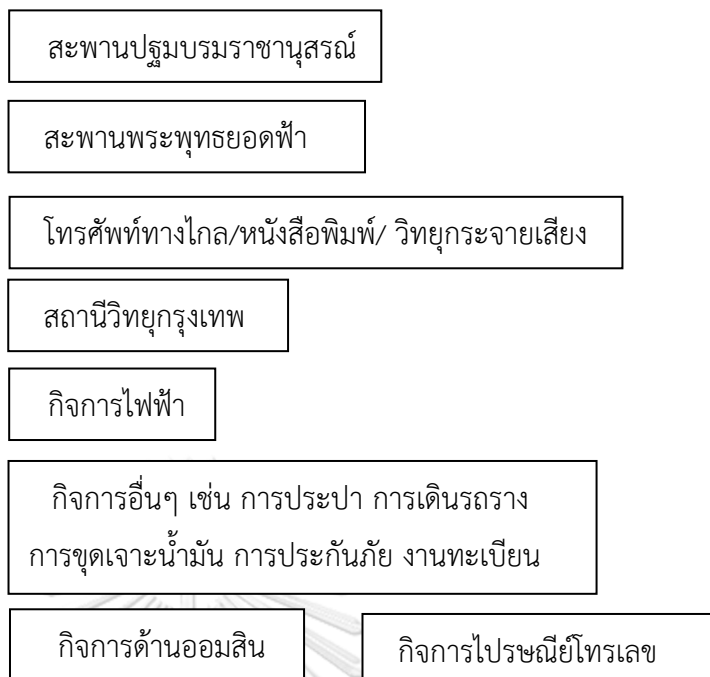 สะพานปฐมบรมราชานุสรณ์
สะพานพระพุทธยอดฟ้า
โทรศัพท์ทางไกล/หนังสือพิมพ์/ วิทยุกระจายเสียง
สถานีวิทยุกรุงเทพ
กิจการไฟฟ้า
กิจการอื่นๆ เช่น การประปา การเดินรถราง
การขุดเจาะน้ำมัน การประกันภัย งานทะเบียน
กิจการด้านออมสิน
กิจการไปรษณีย์โทรเลข